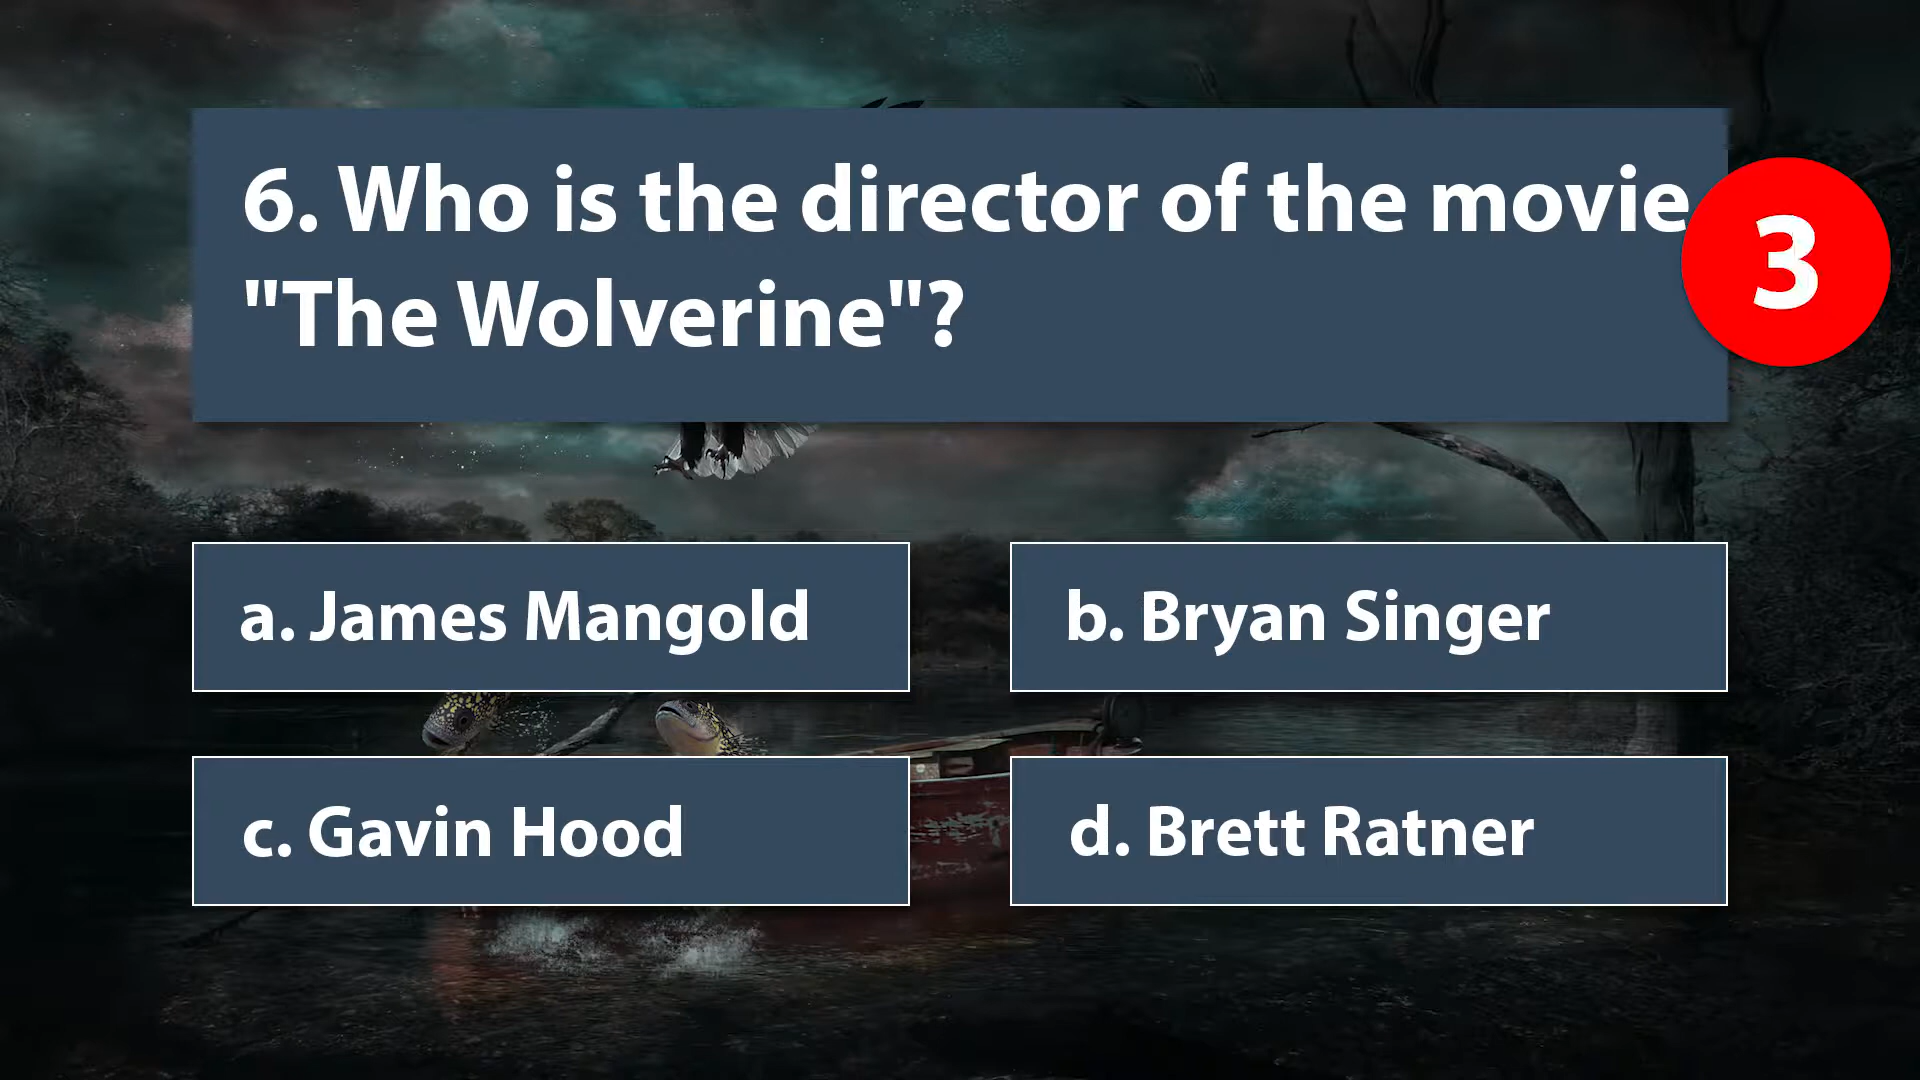 6. Who is the director of the movie
"The Wolverine"?
3
a. James Mangold
b. Bryan Singer
c. Gavin Hood
d. Brett Ratner